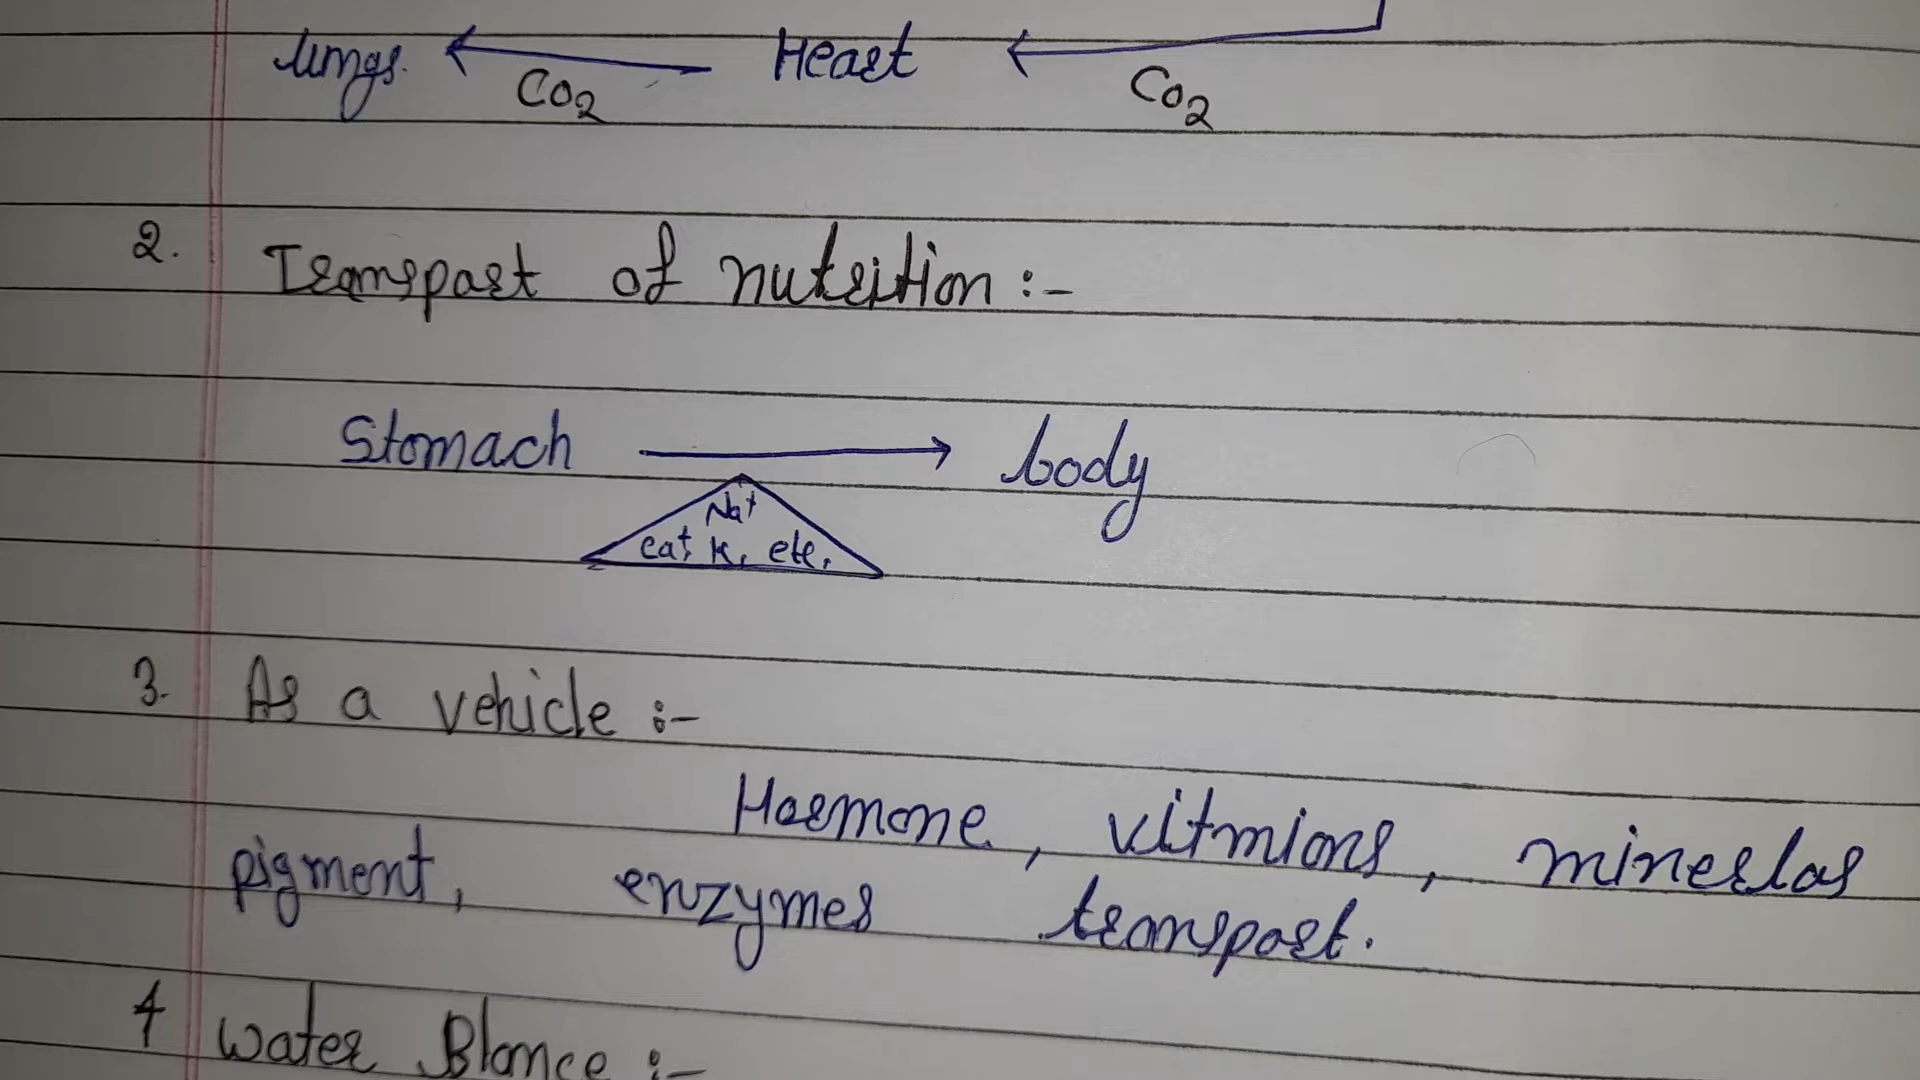 lungs. Heart
CO2 CO2
2. Transport of nutrition :-
Stomach body
Na+
ca+, K, etc.
3. As a vehicle :-
Hormone, vitmions, minerlas
pigment, enzymes transport.
4 Water Blance :-